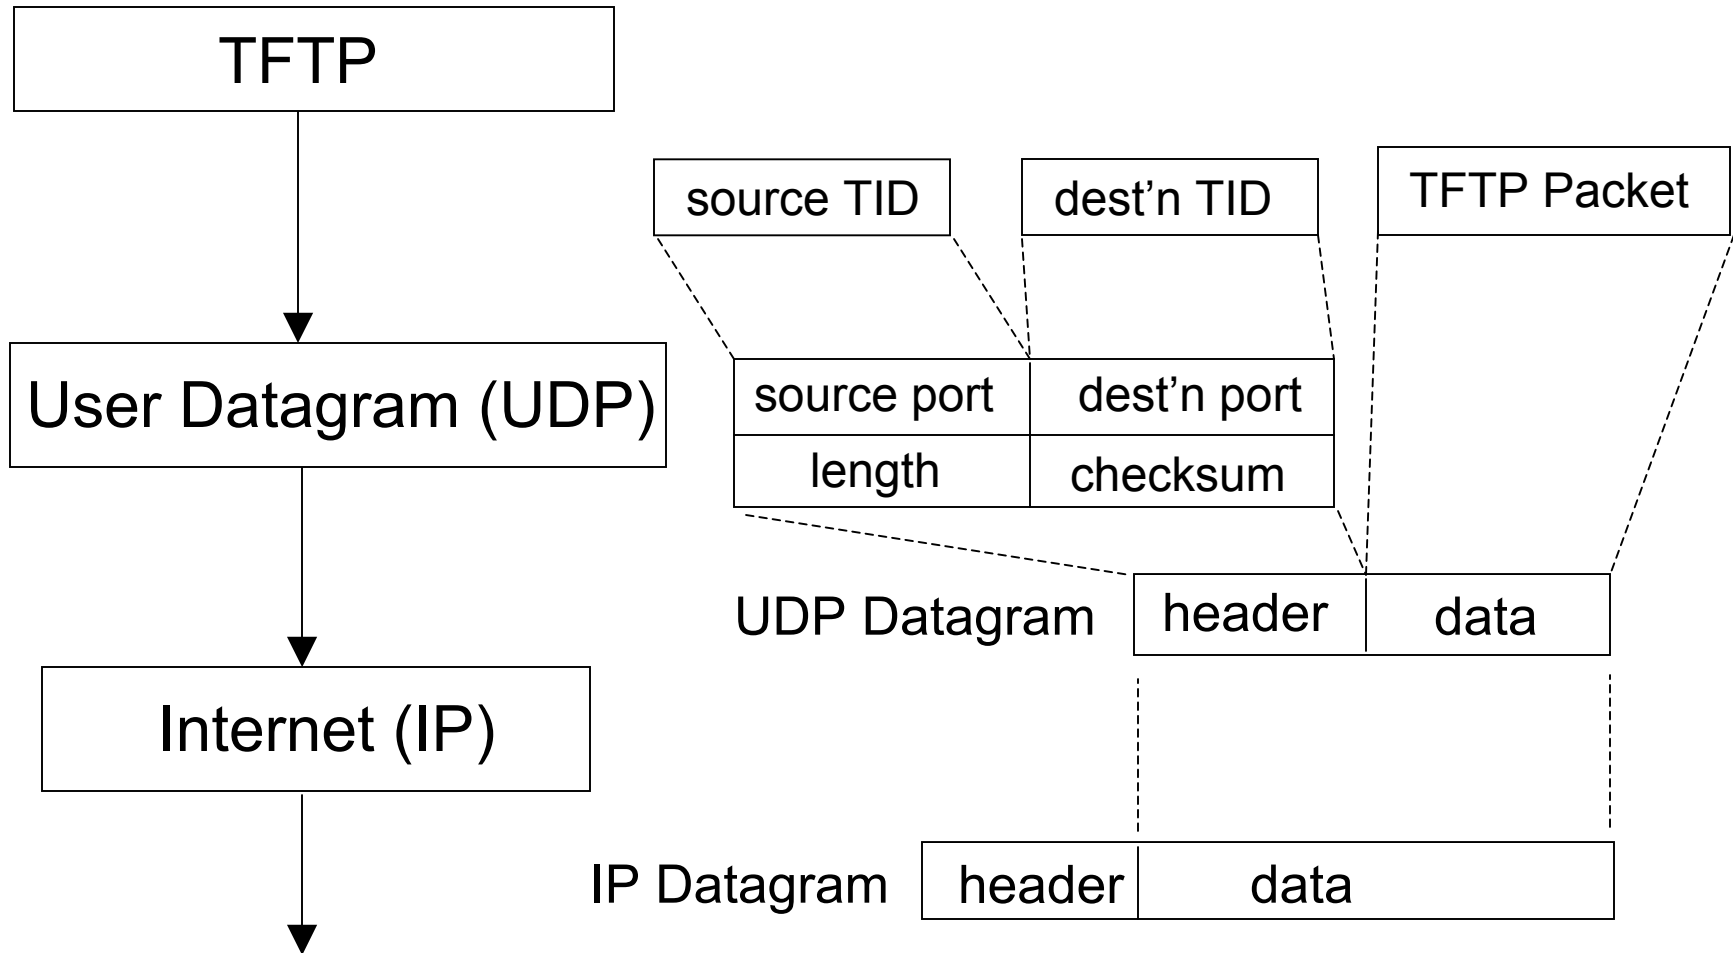 TFTP
source TID
dest'n TID
TFTP Packet
User Datagram (UDP)
source port
dest'n port
length
checksum
UDP Datagram
header
data
Internet (IP)
IP Datagram
header
data